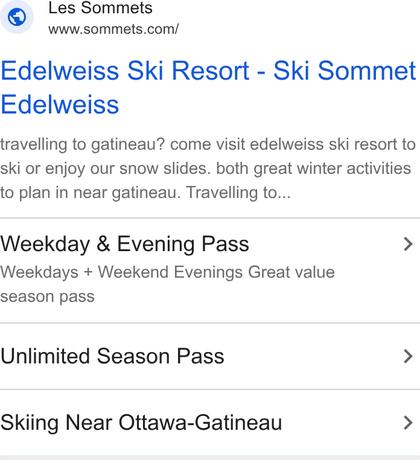 Les Sommets
www.sommets.com/
Edelweiss Ski Resort - Ski Sommet
Edelweiss
travelling to gatineau? come visit edelweiss ski resort to
ski or enjoy our snow slides. both great winter activities
to plan in near gatineau. Travelling to...
Weekday & Evening Pass
Weekdays + Weekend Evenings Great value
season pass
Unlimited Season Pass
Skiing Near Ottawa-Gatineau